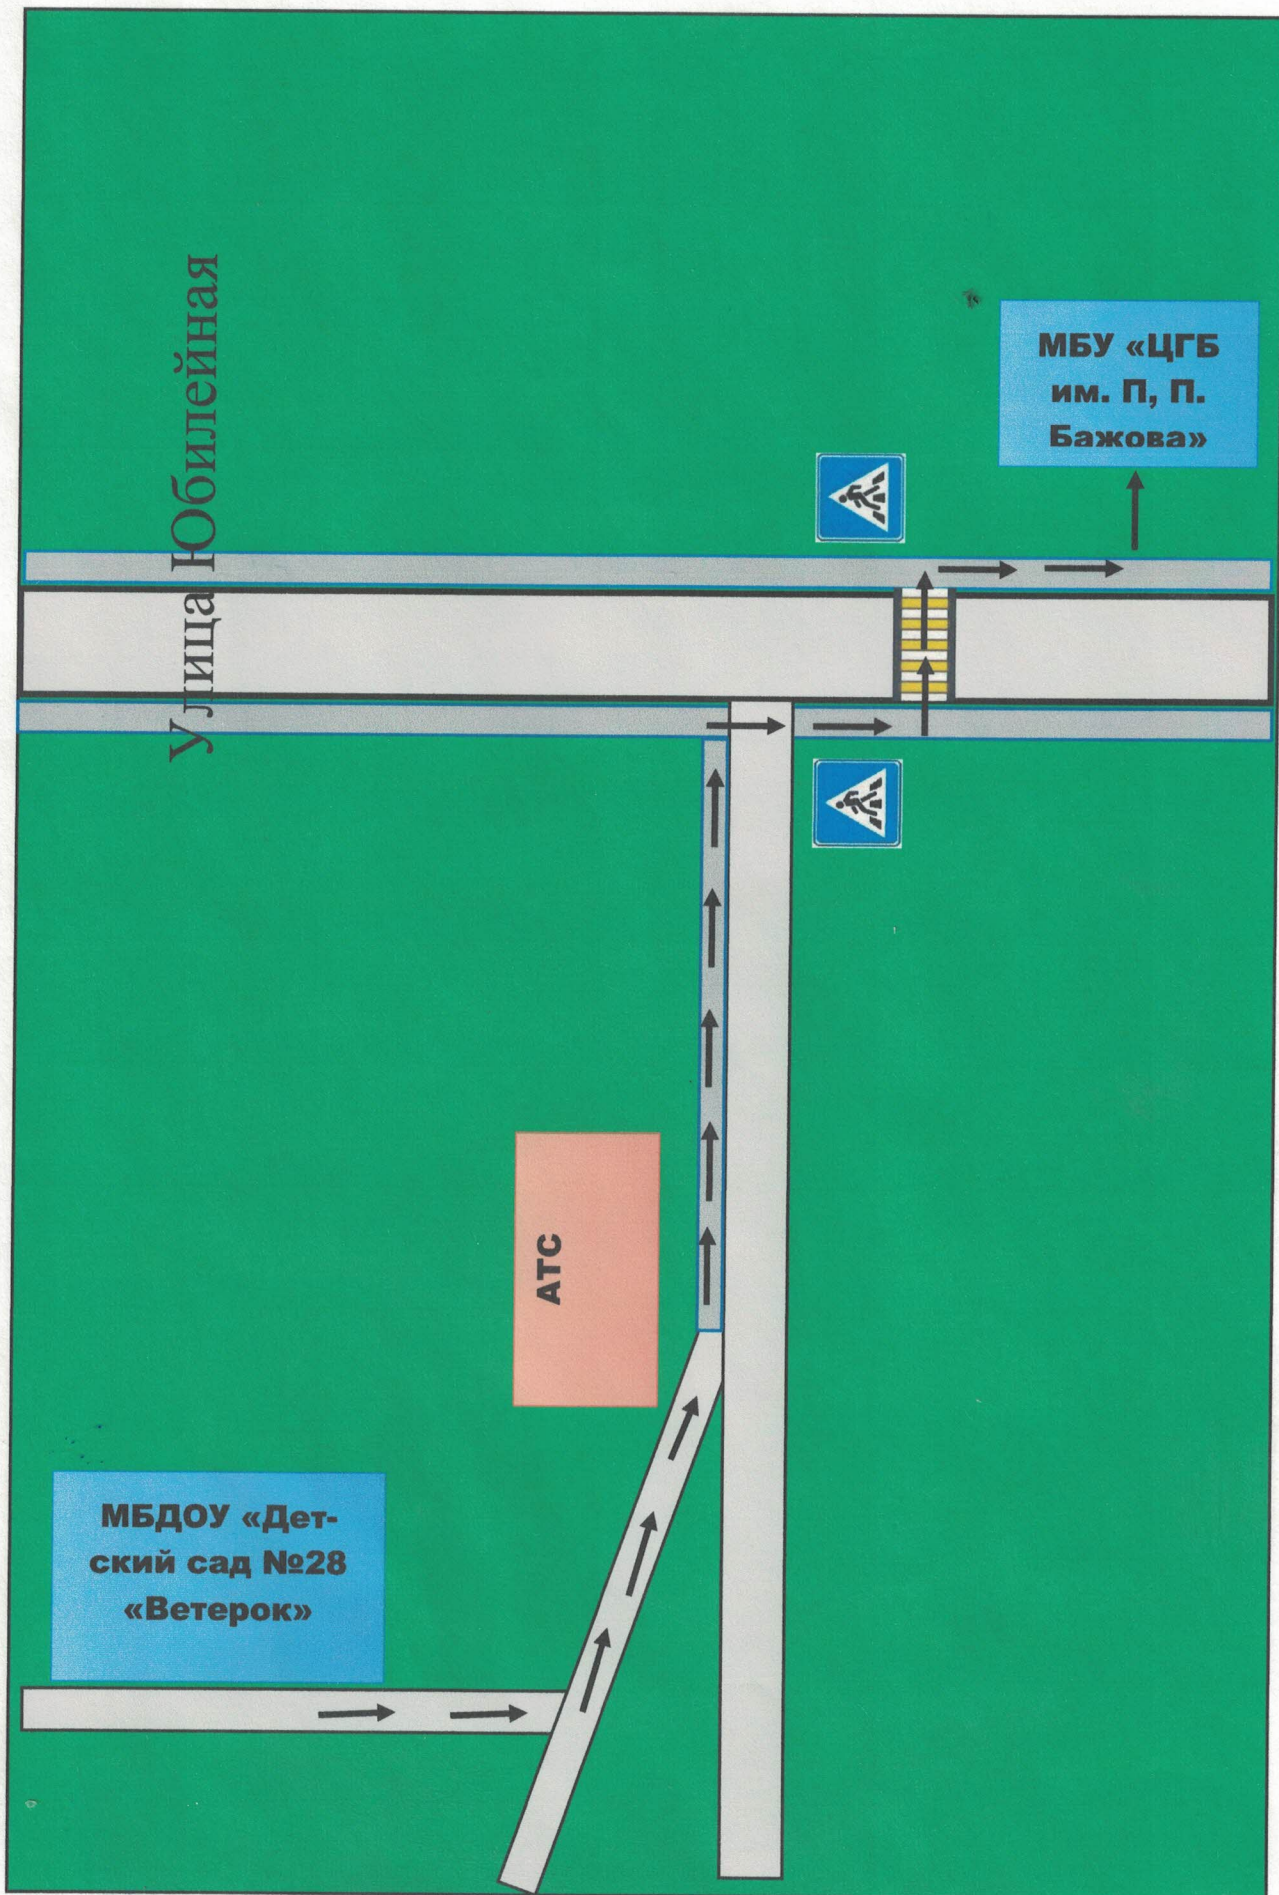 Улица Юбилейная
МБУ «ЦГБ
им. П, П.
Бажова»
АТС
МБДОУ «Дет-
ский сад №28
«Ветерок»